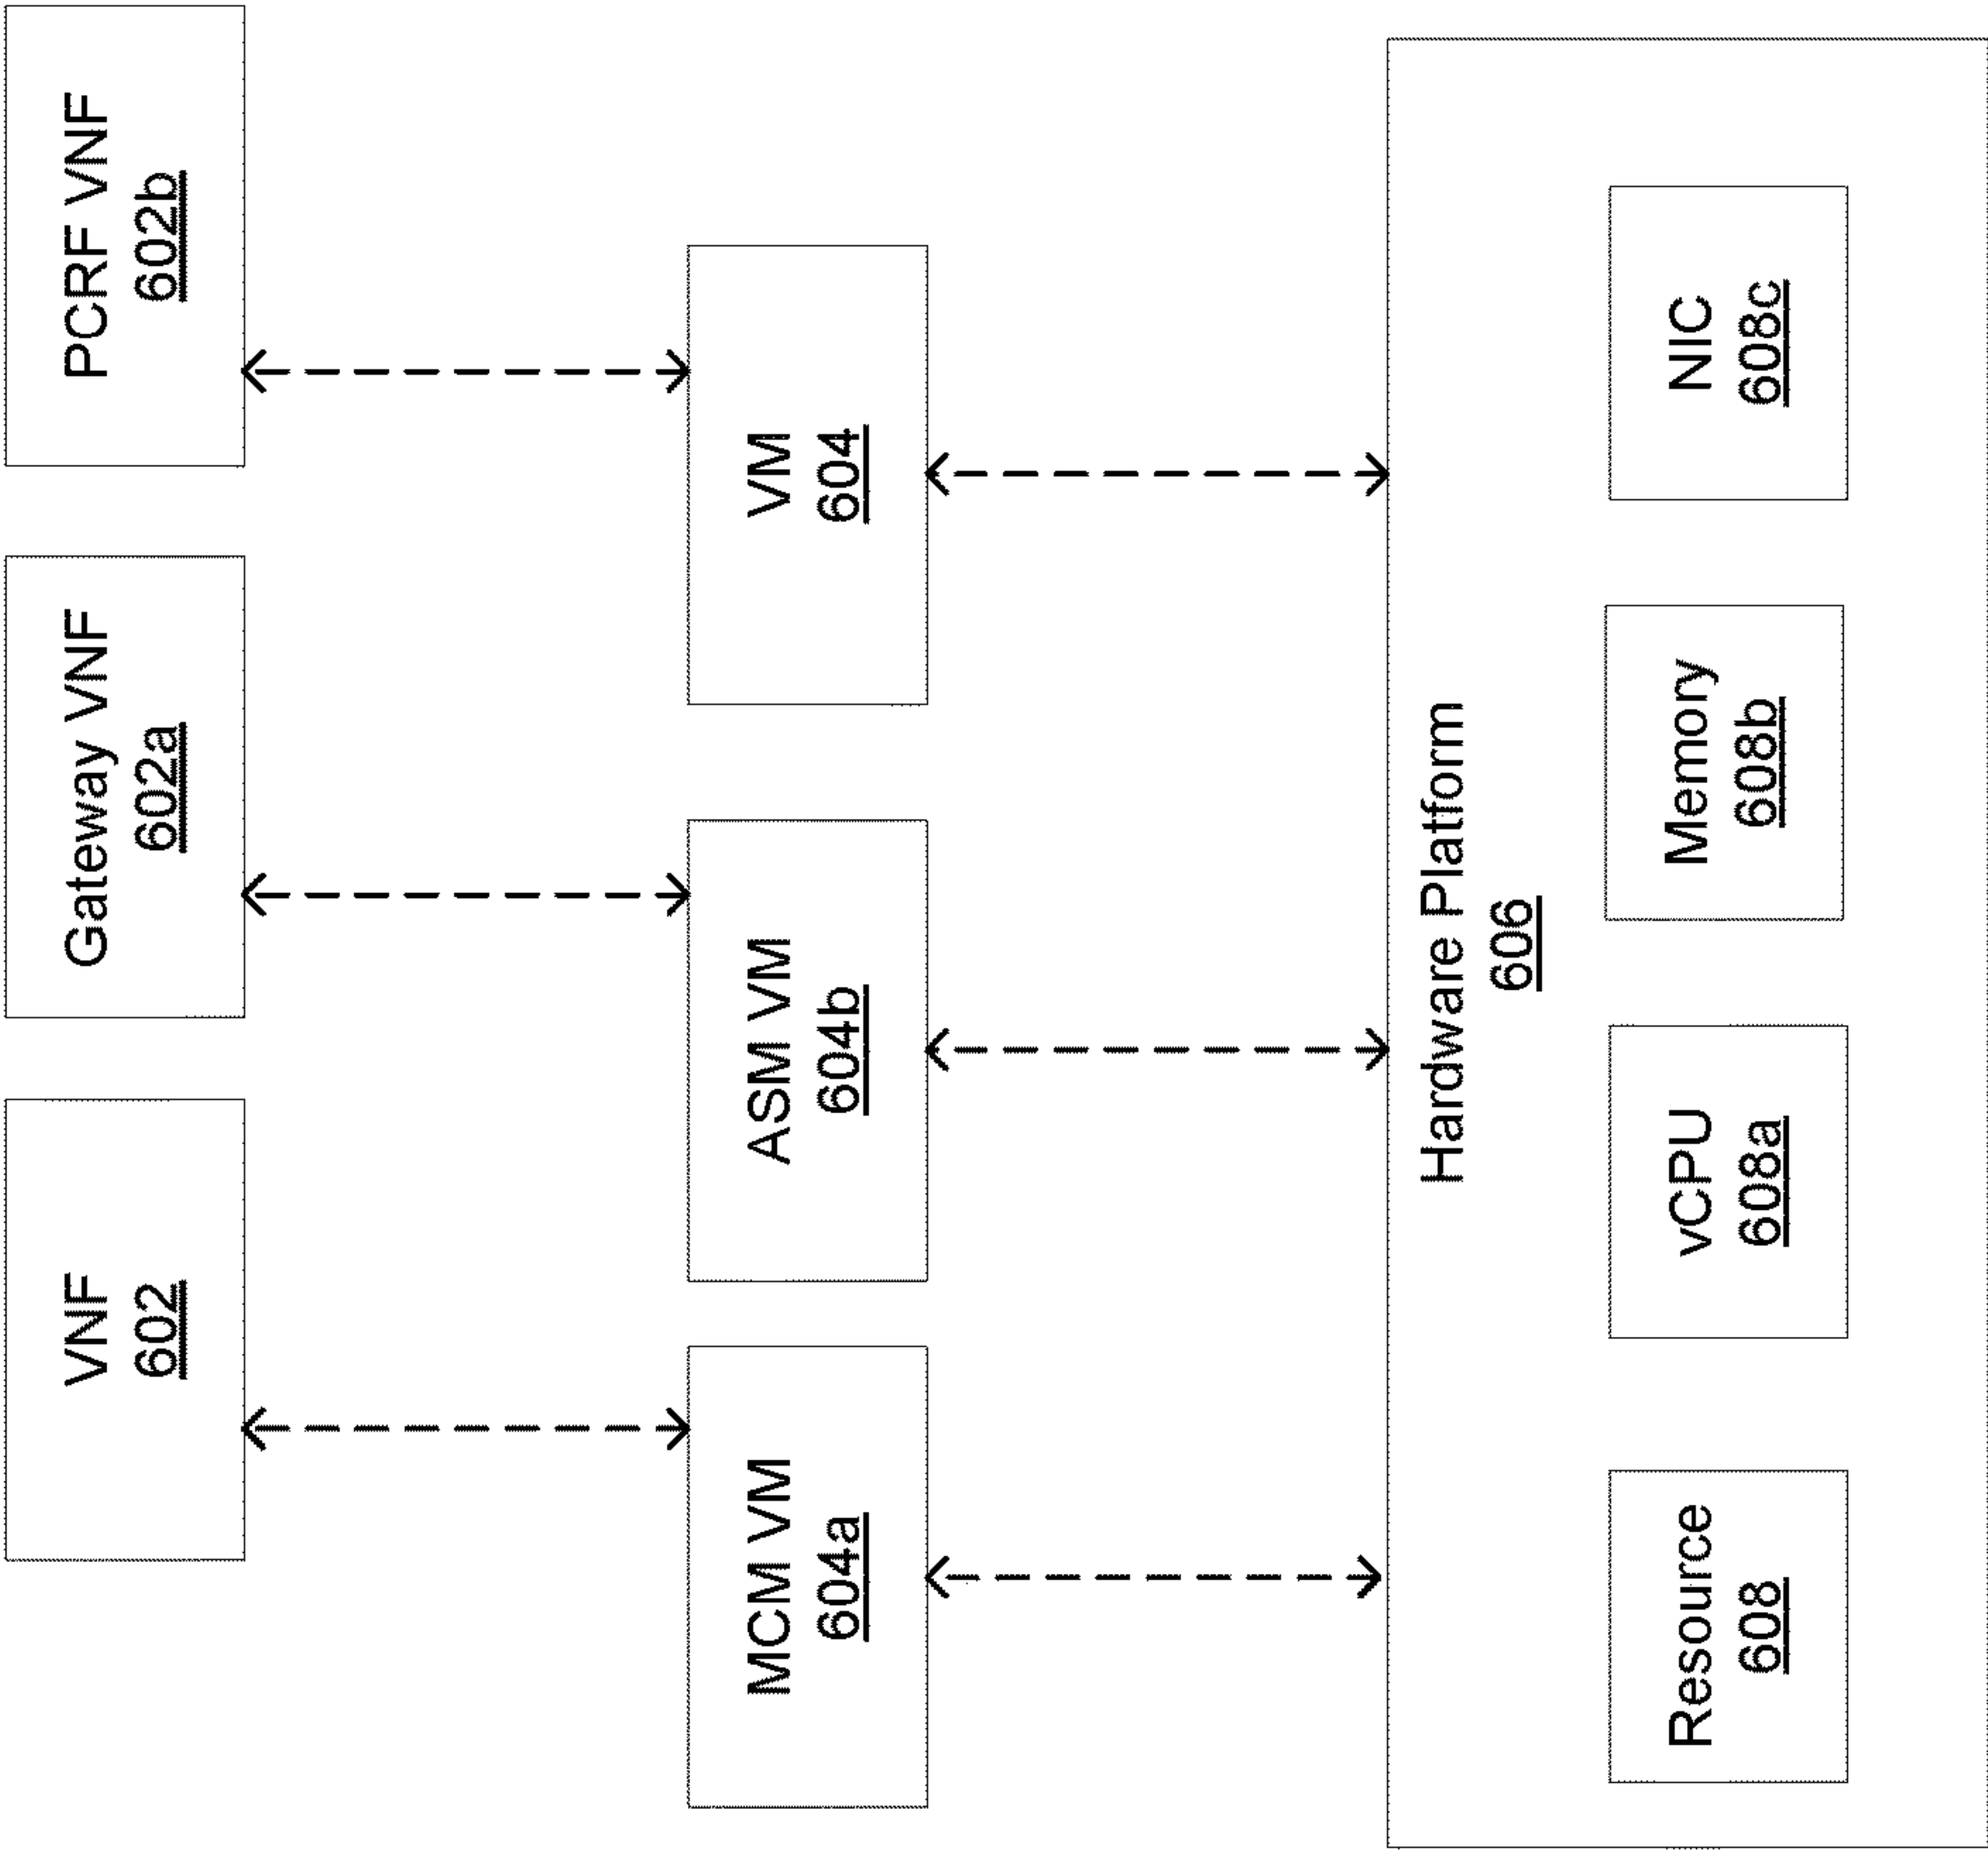 VNF
602
Gateway VNF
602a
PCRF VNF
602b
MCM VM
604a
ASM VM
604b
VM
604
Hardware Platform
606
Resource
608
vCPU
608a
Memory
608b
NIC
608c